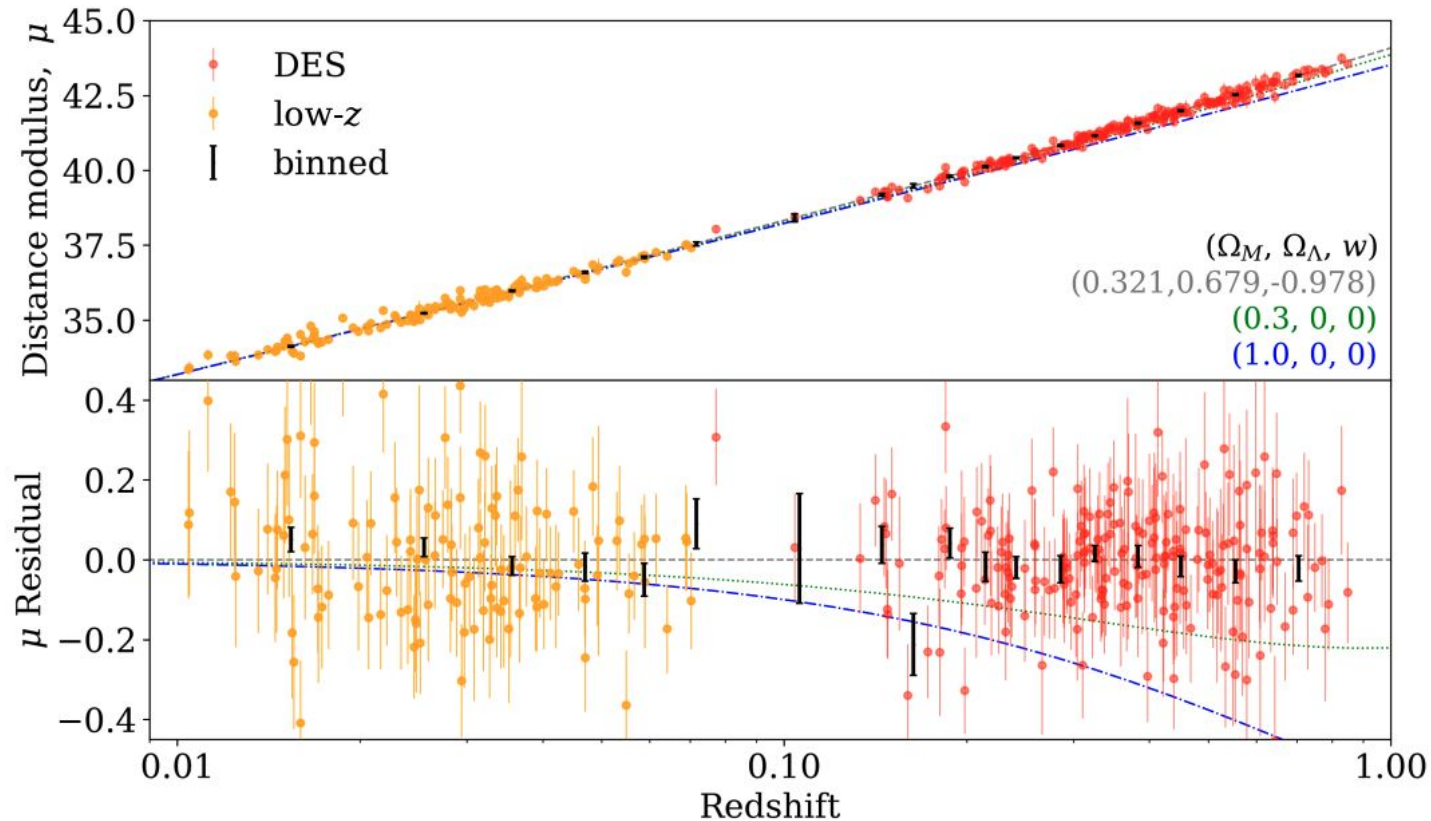 Distance modulus, μ
45.0
42.5
40.0
37.5
35.0
DES
low-z
binned
(Ω_M, Ω_Λ, w)
(0.321,0.679,-0.978)
(0.3, 0, 0)
(1.0, 0, 0)
μ Residual
0.4
0.2
0.0
−0.2
−0.4
0.01
0.10
1.00
Redshift